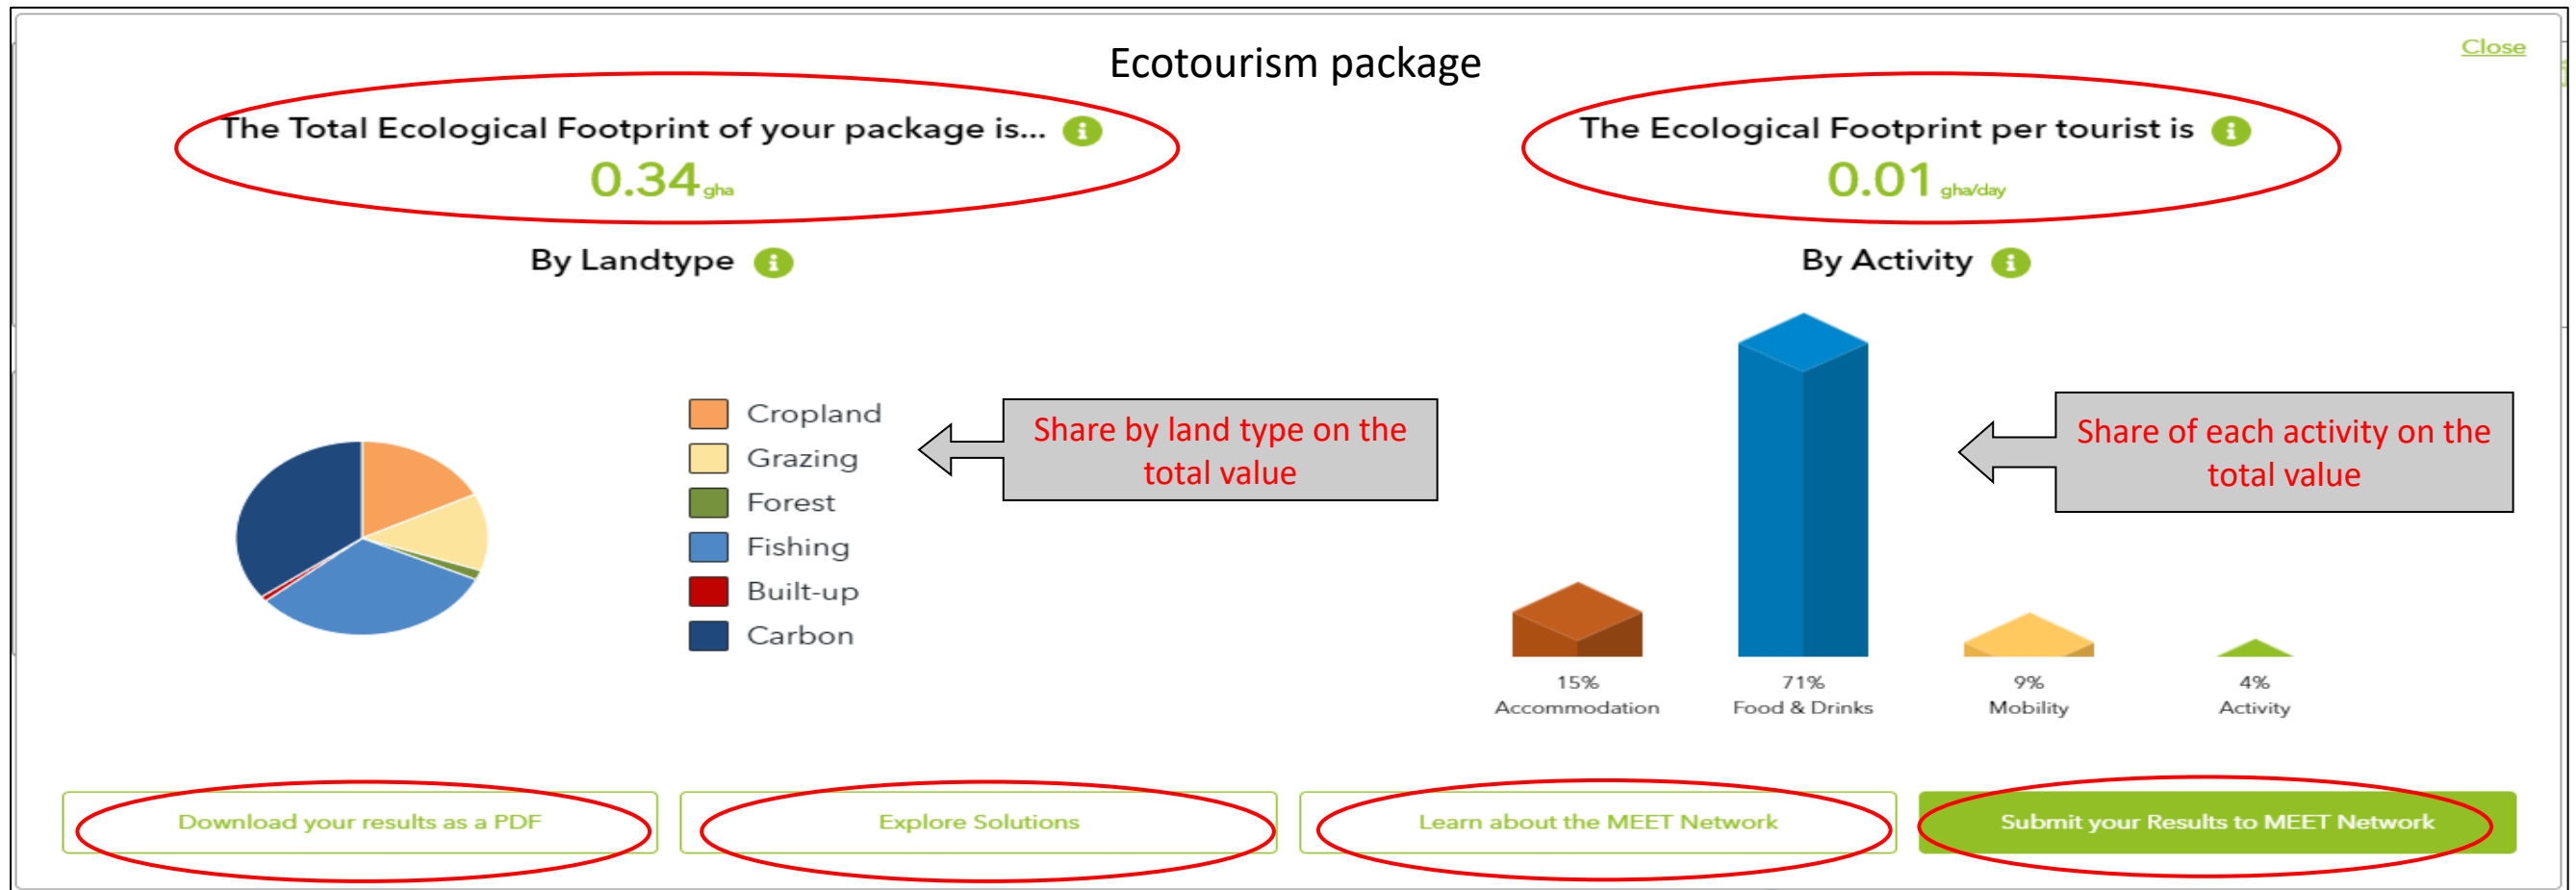 Close
Ecotourism package
The Total Ecological Footprint of your package is...
0.34 gha
The Ecological Footprint per tourist is
0.01 gha/day
By Landtype
By Activity
Cropland
Grazing
Forest
Fishing
Built-up
Carbon
Share by land type on the
total value
Share of each activity on the
total value
15%
Accommodation
71%
Food & Drinks
9%
Mobility
4%
Activity
Download your results as a PDF
Explore Solutions
Learn about the MEET Network
Submit your Results to MEET Network